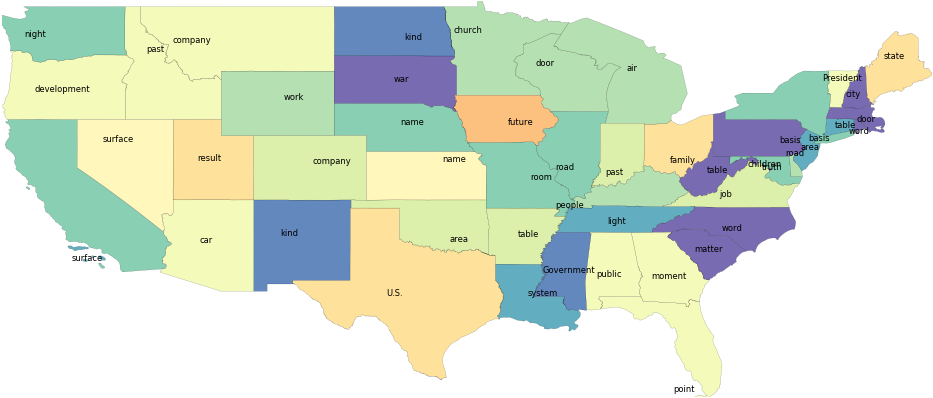 night
past
company
kind
church
door
air
President
state
development
work
war
future
city
surface
result
company
name
name
room
road
past
family
table
children
truth
basis
road
basis
area
table
door
word
car
kind
area
table
people
light
job
word
matter
surface
U.S.
system
Government
public
moment
point